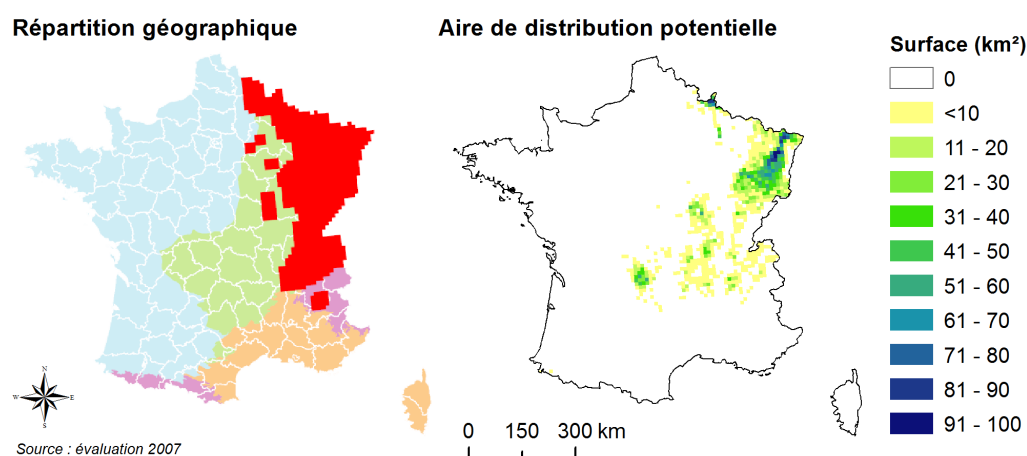 Répartition géographique
Aire de distribution potentielle
Surface (km²)
0
<10
11 - 20
21 - 30
31 - 40
41 - 50
51 - 60
61 - 70
71 - 80
81 - 90
91 - 100
N
W
E
S
0 150 300 km
Source : évaluation 2007